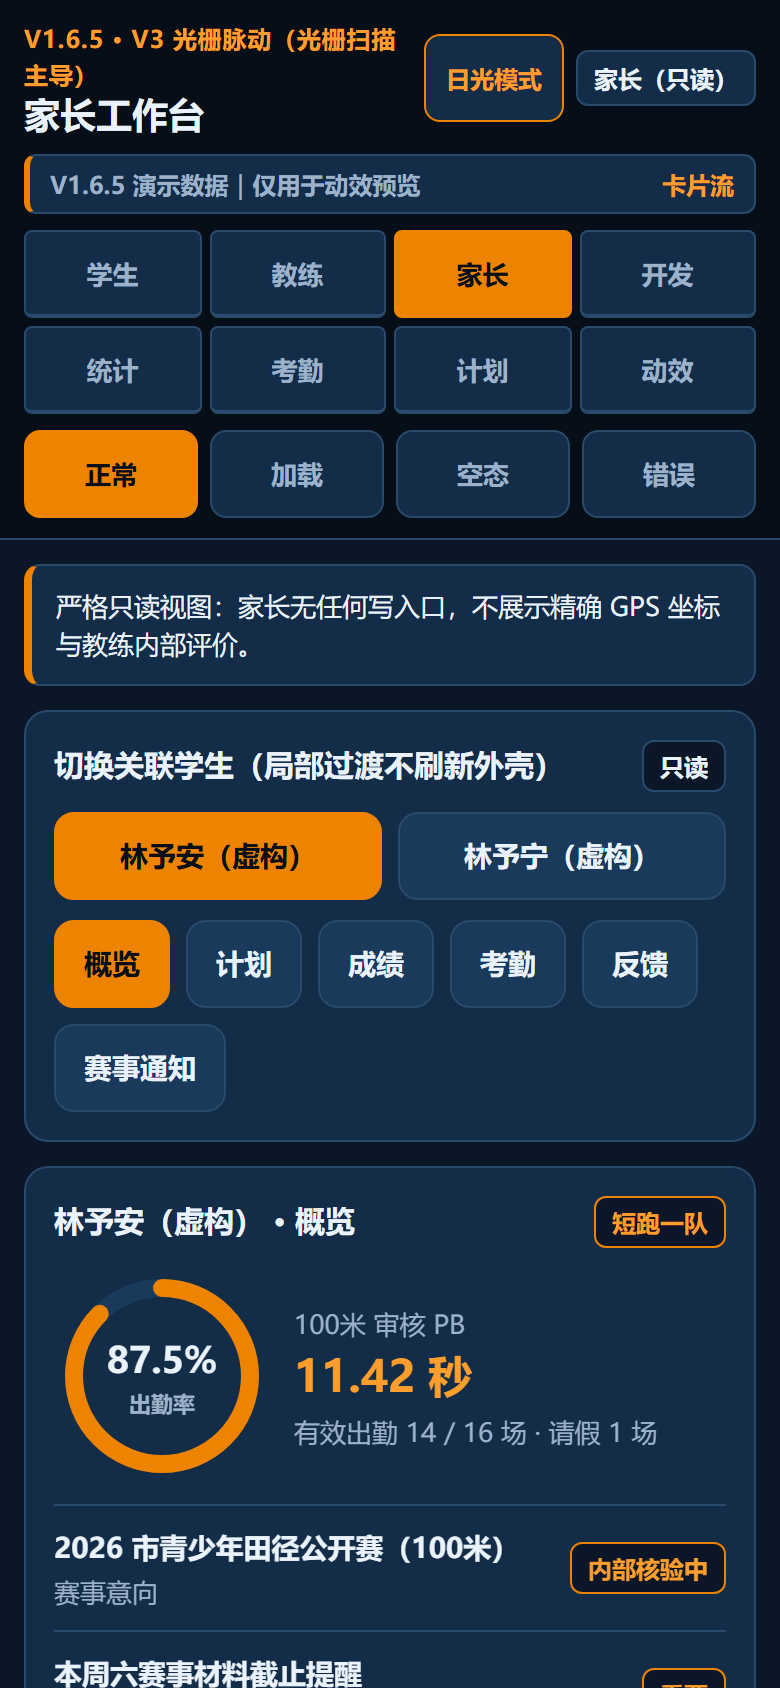 V1.6.5・V3 光栅脉动（光栅扫描
主导）
家长工作台
日光模式
家长（只读）
V1.6.5 演示数据｜仅用于动效预览
卡片流
学生
教练
家长
开发
统计
考勤
计划
动效
正常
加载
空态
错误
严格只读视图：家长无任何写入口，不展示精确 GPS 坐标
与教练内部评价。
切换关联学生（局部过渡不刷新外壳）
只读
林予安（虚构）
林予宁（虚构）
概览
计划
成绩
考勤
反馈
赛事通知
林予安（虚构）・概览
短跑一队
87.5%
出勤率
100米 审核 PB
11.42 秒
有效出勤 14 / 16 场 · 请假 1 场
2026 市青少年田径公开赛（100米）
赛事意向
内部核验中
本周六赛事材料截止提醒